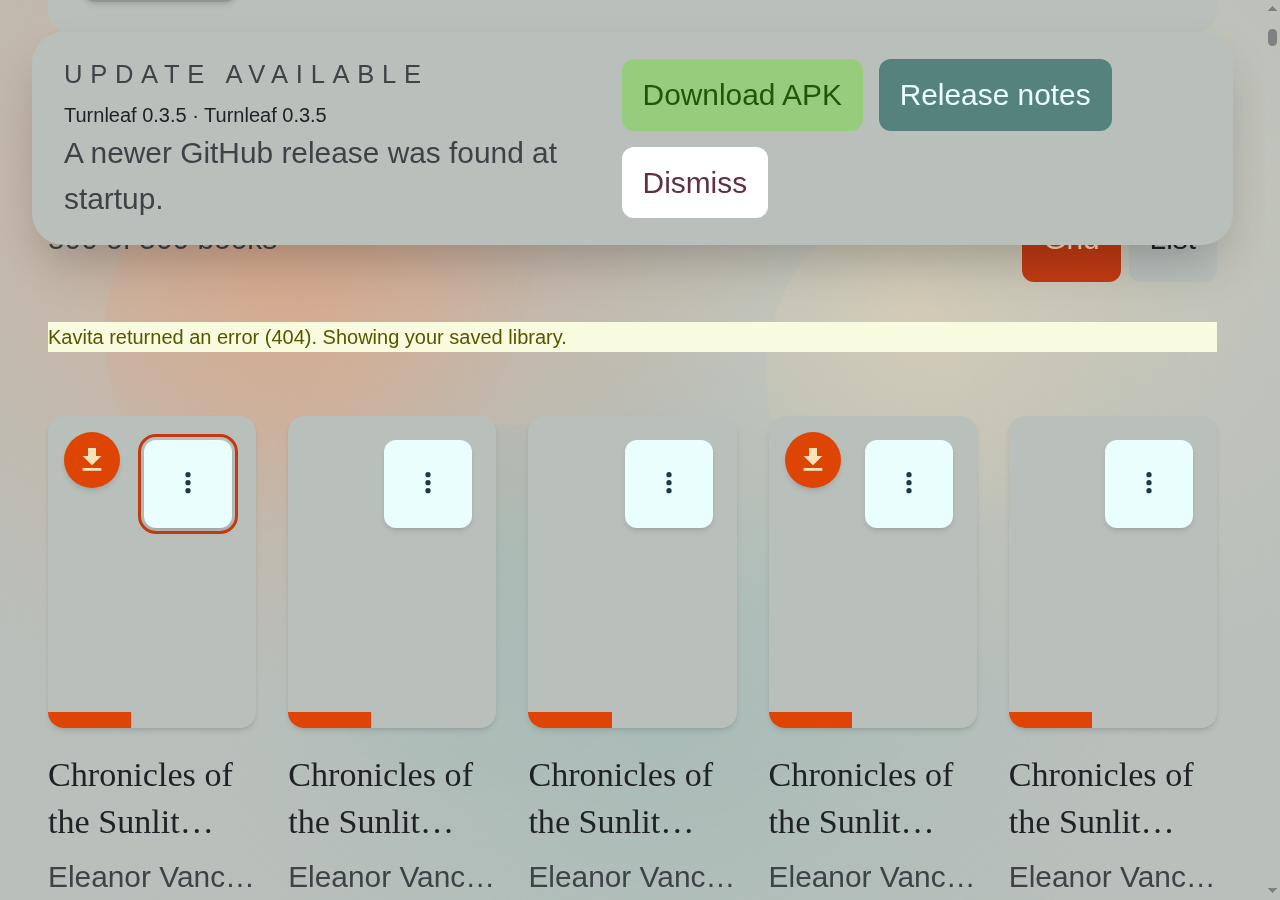 UPDATE AVAILABLE
Turnleaf 0.3.5 · Turnleaf 0.3.5
A newer GitHub release was found at
startup.
Download APK
Release notes
Dismiss
Grid
List
Kavita returned an error (404). Showing your saved library.
Chronicles of
the Sunlit…
Eleanor Vanc…
Chronicles of
the Sunlit…
Eleanor Vanc…
Chronicles of
the Sunlit…
Eleanor Vanc…
Chronicles of
the Sunlit…
Eleanor Vanc…
Chronicles of
the Sunlit…
Eleanor Vanc…